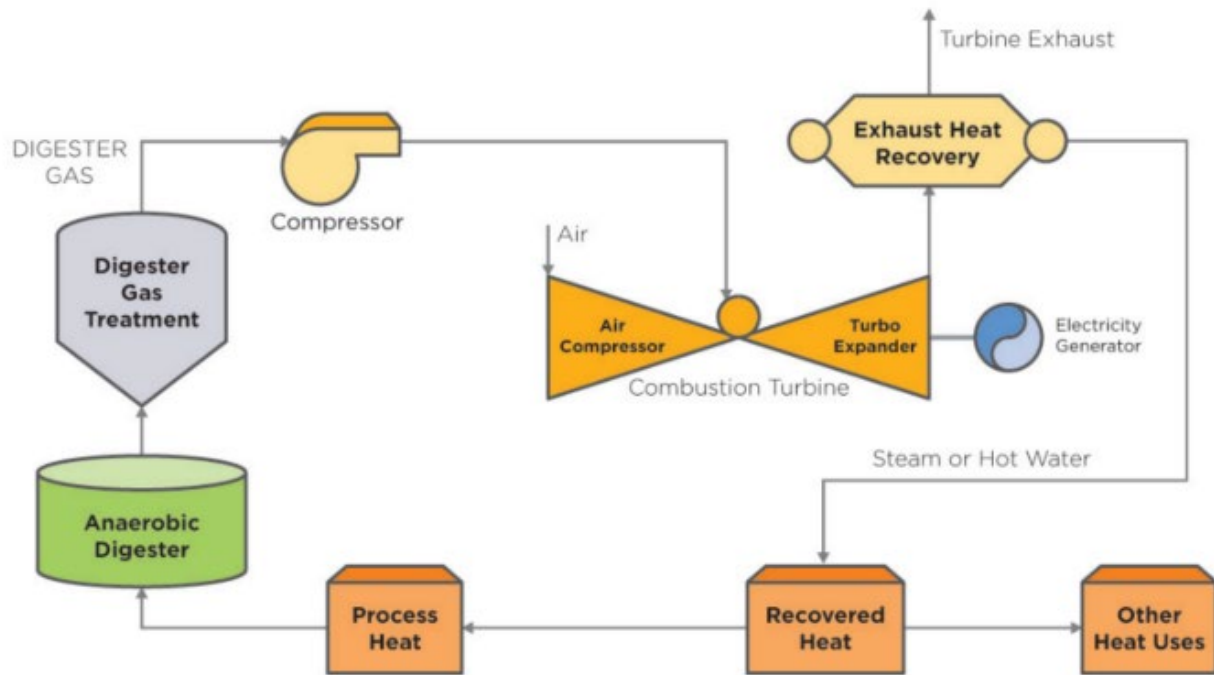 Turbine Exhaust
DIGESTER
GAS
Compressor
Exhaust Heat
Recovery
Digester
Gas
Treatment
Air
Air
Compressor
Turbo
Expander
Electricity
Generator
Combustion Turbine
Steam or Hot Water
Anaerobic
Digester
Process
Heat
Recovered
Heat
Other
Heat Uses